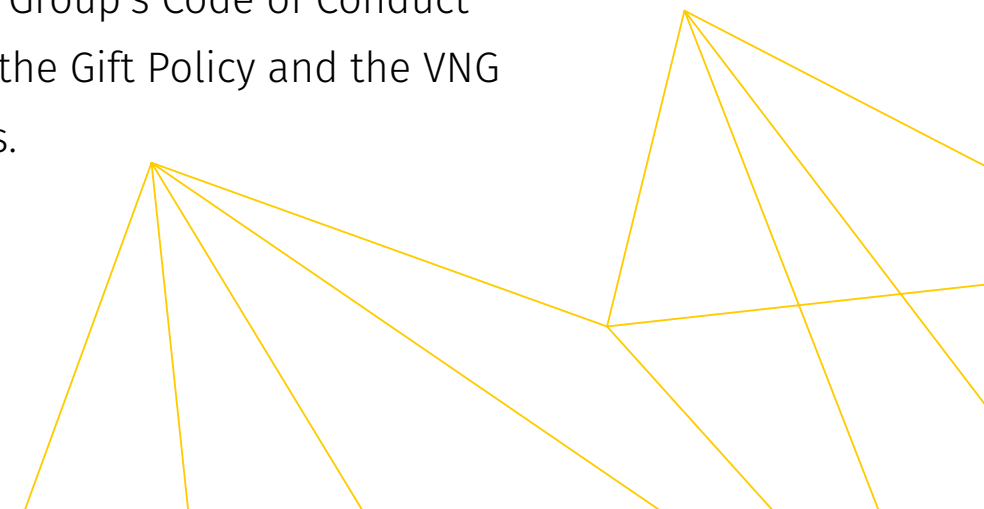 Group's Code of Conduct
the Gift Policy and the VNG
s.